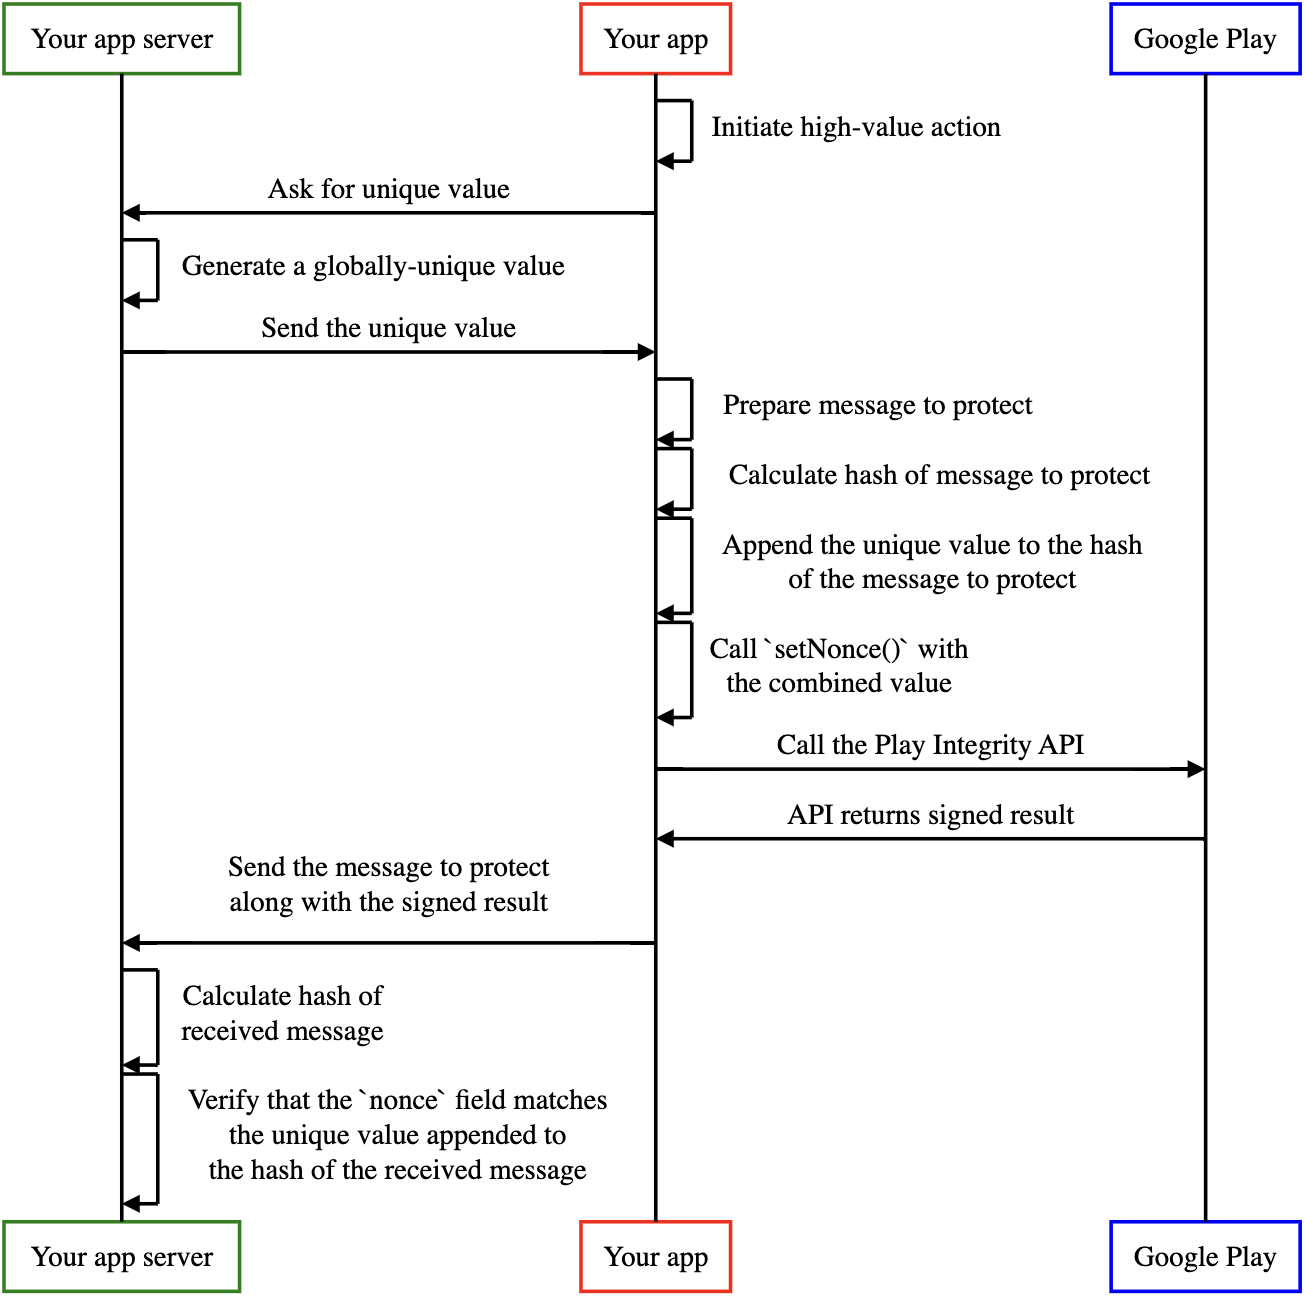 Your app server
Your app
Google Play
Initiate high-value action
Ask for unique value
Generate a globally-unique value
Send the unique value
Prepare message to protect
Calculate hash of message to protect
Append the unique value to the hash
of the message to protect
Call `setNonce()` with
the combined value
Call the Play Integrity API
API returns signed result
Send the message to protect
along with the signed result
Calculate hash of
received message
Verify that the `nonce` field matches
the unique value appended to
the hash of the received message
Your app server
Your app
Google Play